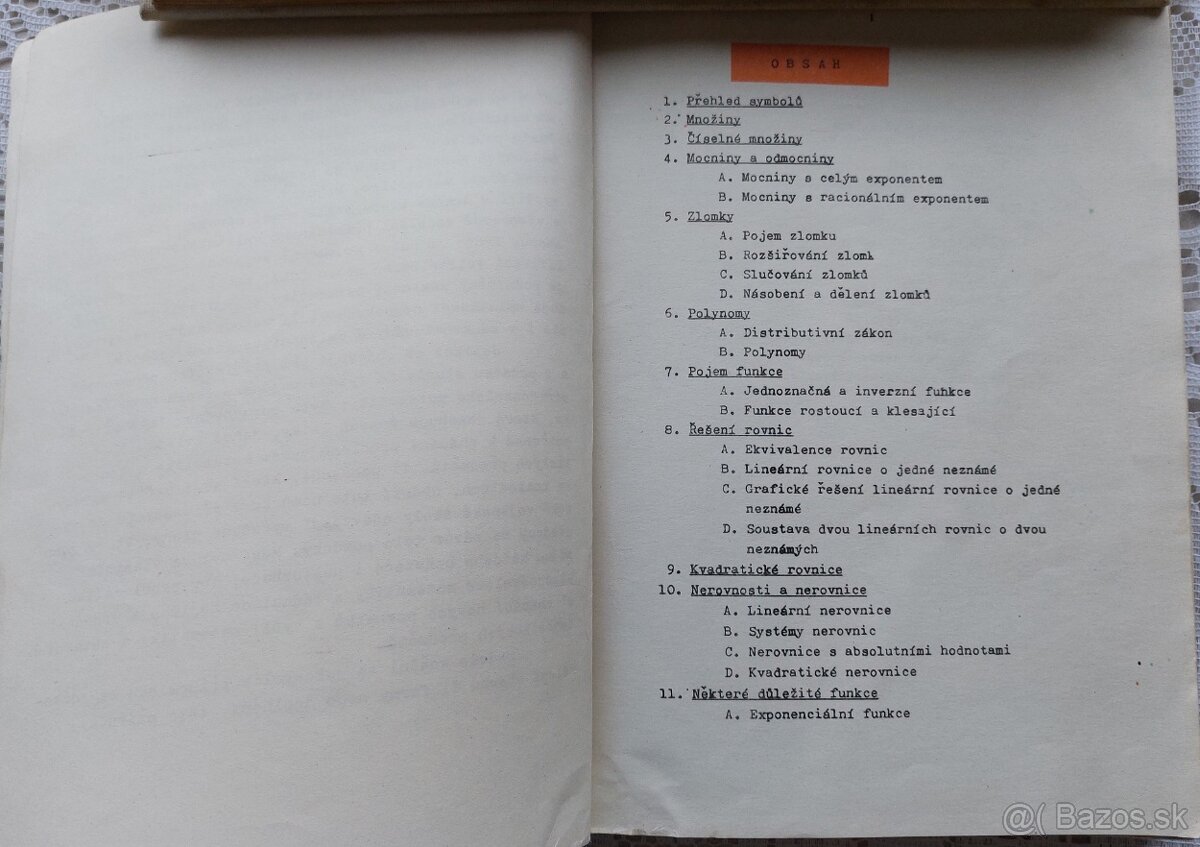 O B S A H
1. Přehled symbolů
2. Množiny
3. Číselné množiny
4. Mocniny a odmocniny
A. Mocniny s celým exponentem
B. Mocniny s racionálním exponentem
5. Zlomky
A. Pojem zlomku
B. Rozšiřování zlomk
C. Slučování zlomků
D. Násobení a dělení zlomků
6. Polynomy
A. Distributivní zákon
B. Polynomy
7. Pojem funkce
A. Jednoznačná a inverzní funkce
B. Funkce rostoucí a klesající
8. Řešení rovnic
A. Ekvivalence rovnic
B. Lineární rovnice o jedné neznámé
C. Grafické řešení lineární rovnice o jedné
neznámé
D. Soustava dvou lineárních rovnic o dvou
neznámých
9. Kvadratické rovnice
10. Nerovnosti a nerovnice
A. Lineární nerovnice
B. Systémy nerovnic
C. Nerovnice s absolutními hodnotami
D. Kvadratické nerovnice
11. Některé důležité funkce
A. Exponenciální funkce
@( Bazos.sk